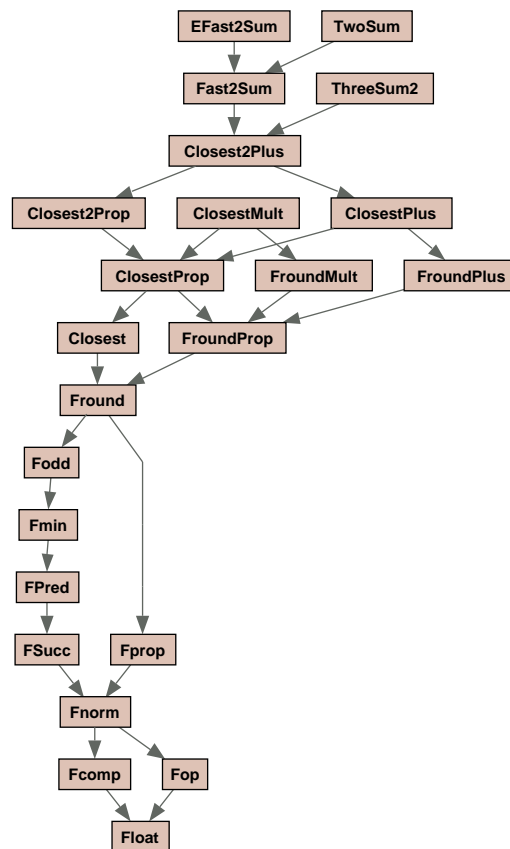 EFast2Sum TwoSum
Fast2Sum ThreeSum2
Closest2Plus
Closest2Prop ClosestMult ClosestPlus
ClosestProp FroundMult FroundPlus
Closest FroundProp
Fround
Fodd
Fmin
FPred
FSucc Fprop
Fnorm
Fcomp Fop
Float